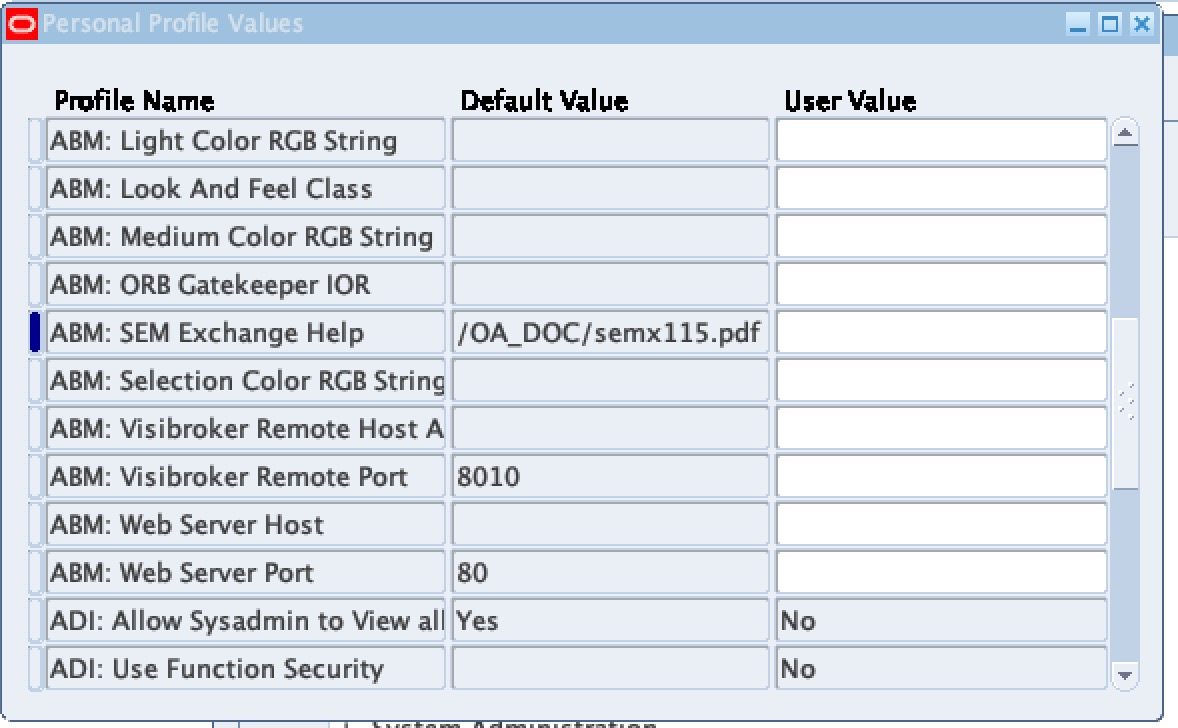 Personal Profile Values
Profile Name Default Value User Value
ABM: Light Color RGB String
ABM: Look And Feel Class
ABM: Medium Color RGB String
ABM: ORB Gatekeeper IOR
ABM: SEM Exchange Help /OA_DOC/semx115.pdf
ABM: Selection Color RGB String
ABM: Visibroker Remote Host A
ABM: Visibroker Remote Port 8010
ABM: Web Server Host
ABM: Web Server Port 80
ADI: Allow Sysadmin to View all Yes No
ADI: Use Function Security No
System Administration